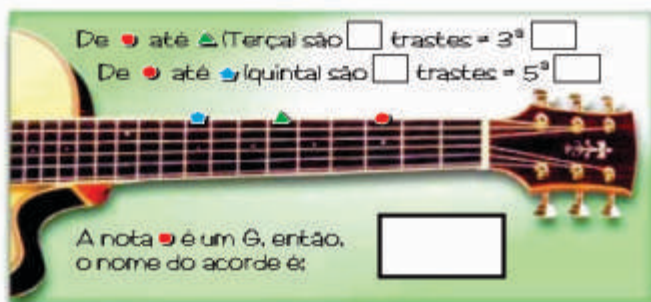 De até (Terça) são trastes = 3ª
De até (quinta) são trastes = 5ª
A nota é um G, então,
o nome do acorde é: